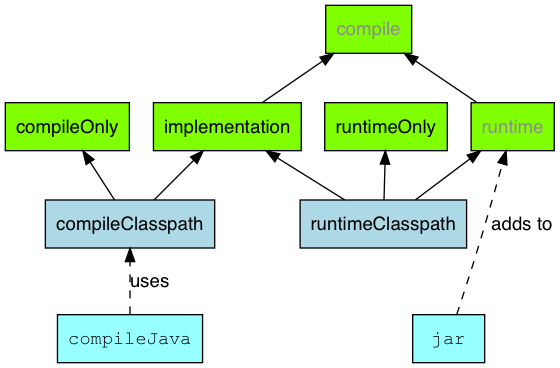 compile
compileOnly
implementation
runtimeOnly
runtime
compileClasspath
runtimeClasspath
adds to
uses
compileJava
jar